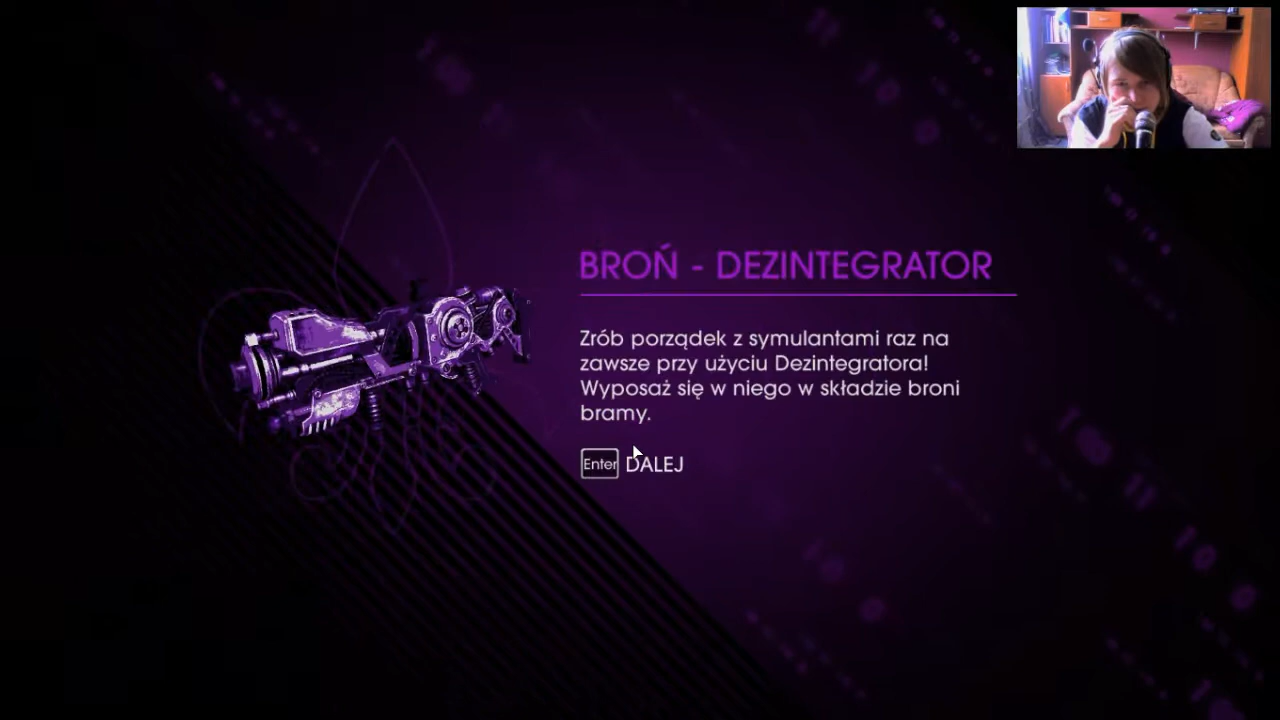 BROŃ - DEZINTEGRATOR
Zrób porządek z symulantami raz na
zawsze przy użyciu Dezintegratora!
Wyposaż się w niego w składzie broni
bramy.
Enter DALEJ